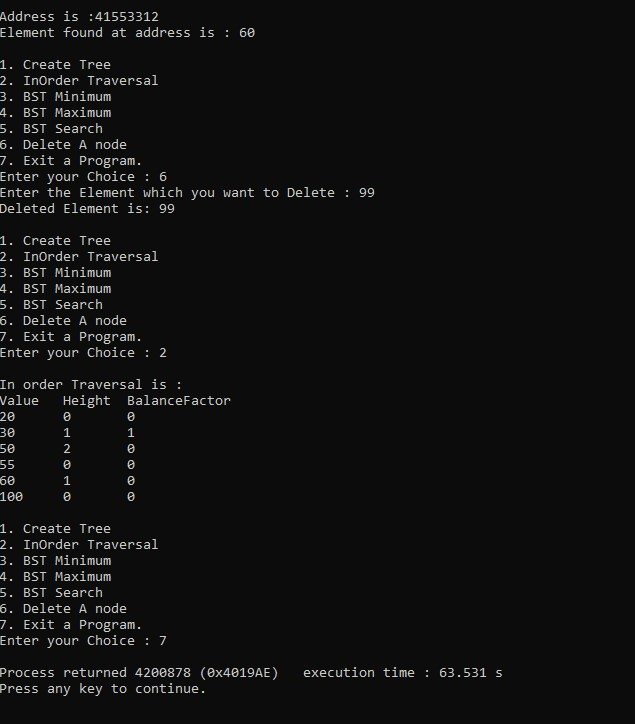 Address is :41553312
Element found at address is : 60
1. Create Tree
2. InOrder Traversal
3. BST Minimum
4. BST Maximum
5. BST Search
6. Delete A node
7. Exit a Program.
Enter your Choice : 6
Enter the Element which you want to Delete : 99
Deleted Element is: 99
1. Create Tree
2. InOrder Traversal
3. BST Minimum
4. BST Maximum
5. BST Search
6. Delete A node
7. Exit a Program.
Enter your Choice : 2
In order Traversal is :
Value   Height  BalanceFactor
20      0       0
30      1       1
50      2       0
55      0       0
60      1       0
100     0       0
1. Create Tree
2. InOrder Traversal
3. BST Minimum
4. BST Maximum
5. BST Search
6. Delete A node
7. Exit a Program.
Enter your Choice : 7
Process returned 4200878 (0x4019AE)   execution time : 63.531 s
Press any key to continue.